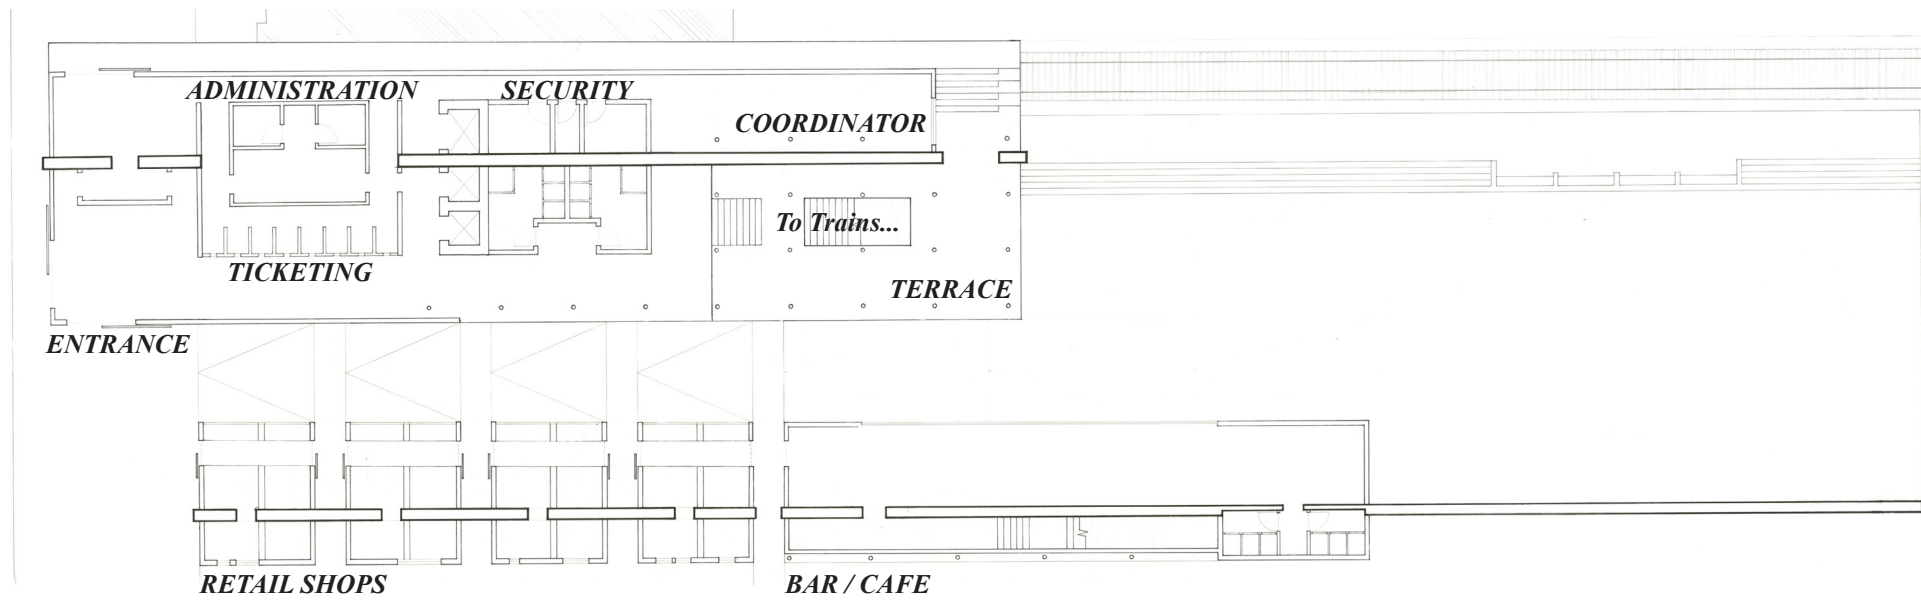 ADMINISTRATION
SECURITY
COORDINATOR
To Trains...
TICKETING
TERRACE
ENTRANCE
RETAIL SHOPS
BAR / CAFE